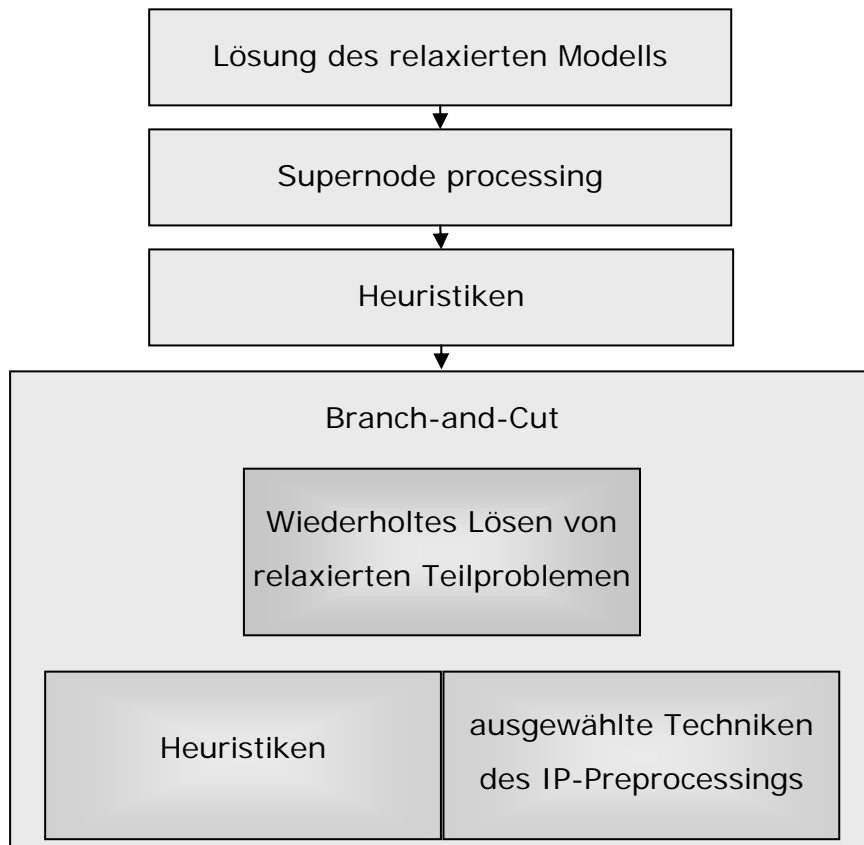 Lösung des relaxierten Modells
Supernode processing
Heuristiken
Branch-and-Cut
Wiederholtes Lösen von
relaxierten Teilproblemen
Heuristiken
ausgewählte Techniken
des IP-Preprocessings